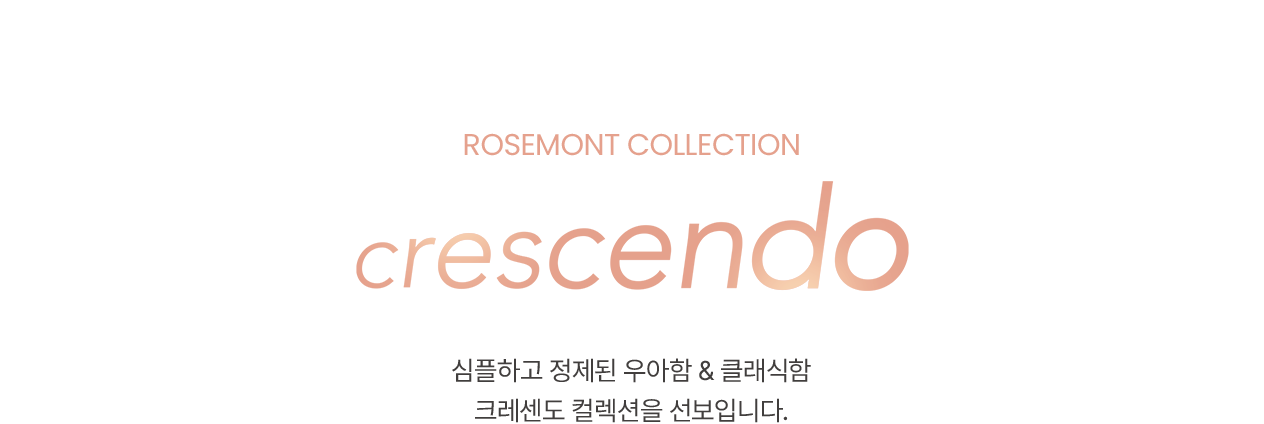 ROSEMONT COLLECTION
crescendo
심플하고 정제된 우아함 & 클래식함
크레센도 컬렉션을 선보입니다.